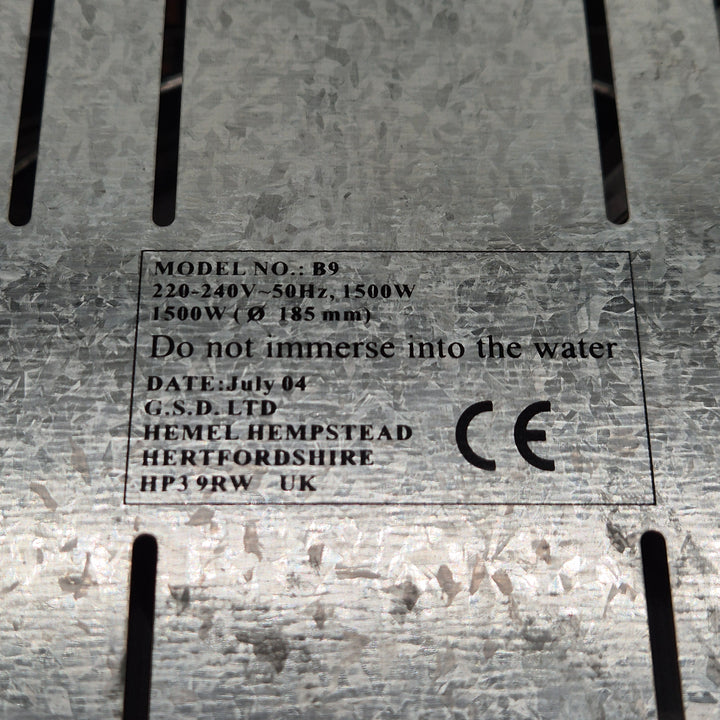 MODEL NO.: B9
220-240V~50Hz, 1500W
1500W ( Ø 185 mm)
Do not immerse into the water
DATE:July 04
G.S.D. LTD
HEMEL HEMPSTEAD
HERTFORDSHIRE
HP3 9RW UK
CE